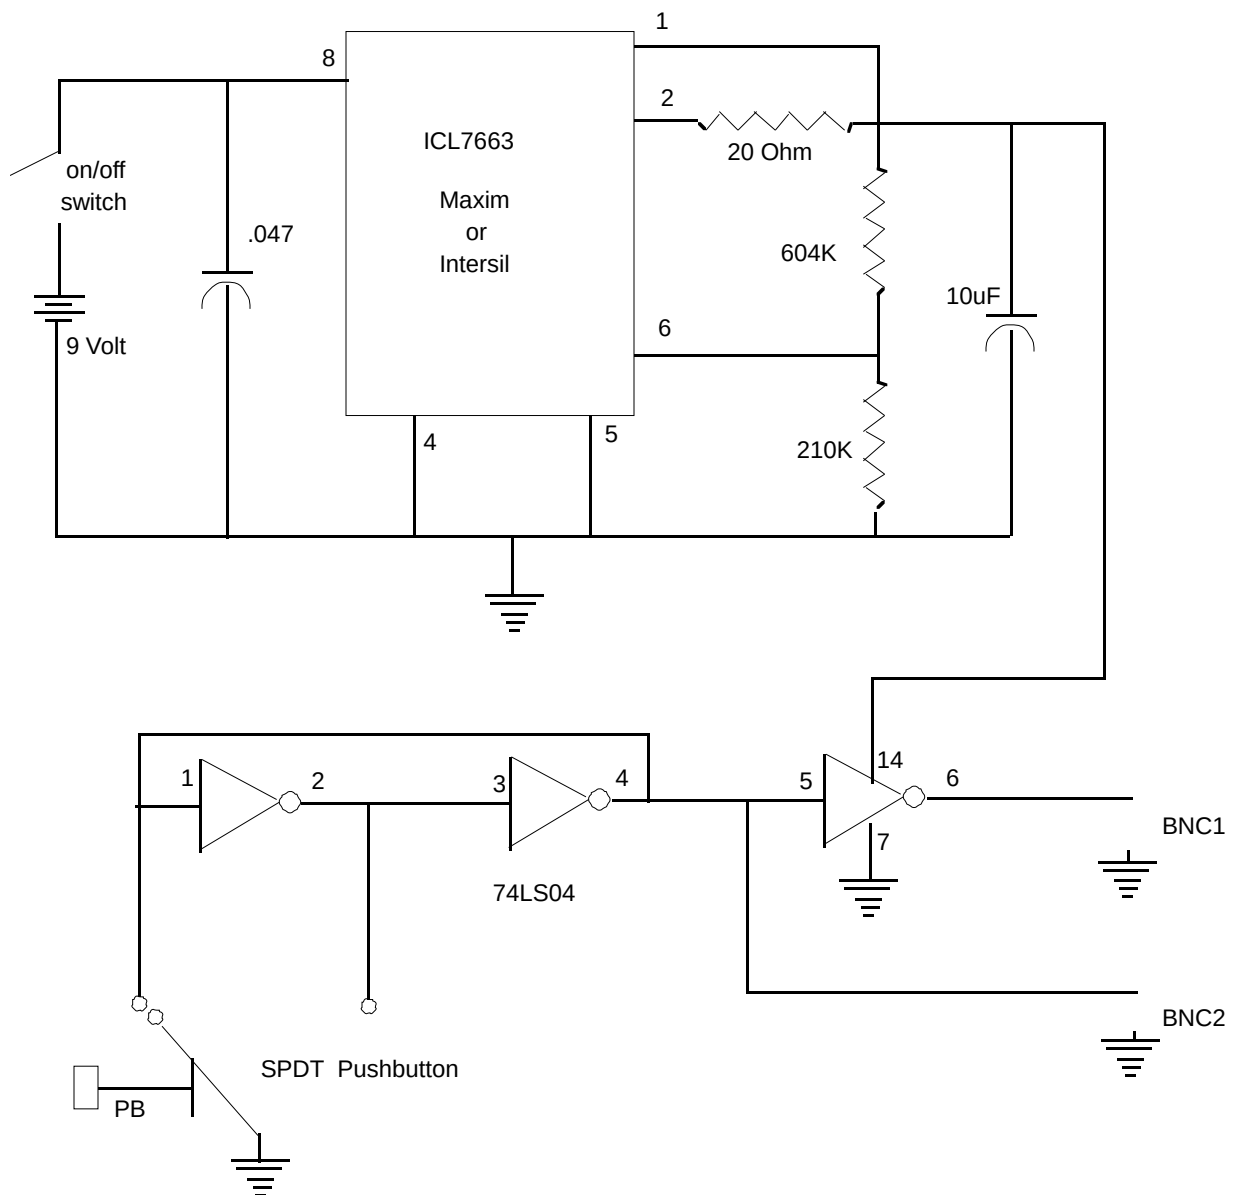 1
8
2
ICL7663
20 Ohm
on/off
switch
Maxim
or
Intersil
.047
604K
10uF
6
9 Volt
4
5
210K
14
1
2
3
4
5
6
BNC1
7
74LS04
BNC2
SPDT Pushbutton
PB